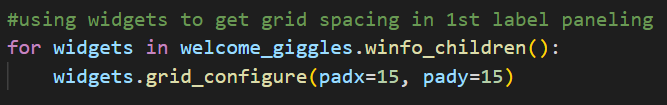 #using widgets to get grid spacing in 1st label paneling
for widgets in welcome_giggles.winfo_children():
    widgets.grid_configure(padx=15, pady=15)